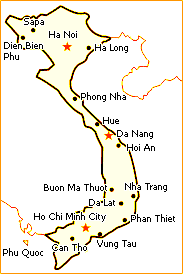 Sapa
Ha Noi
Dien Bien
Phu
Ha Long
Phong Nha
Hue
Da Nang
Hoi An
Buon Ma Thuot
Nha Trang
Da Lat
Ho Chi Minh City
Phan Thiet
Phu Quoc
Can Tho
Vung Tau